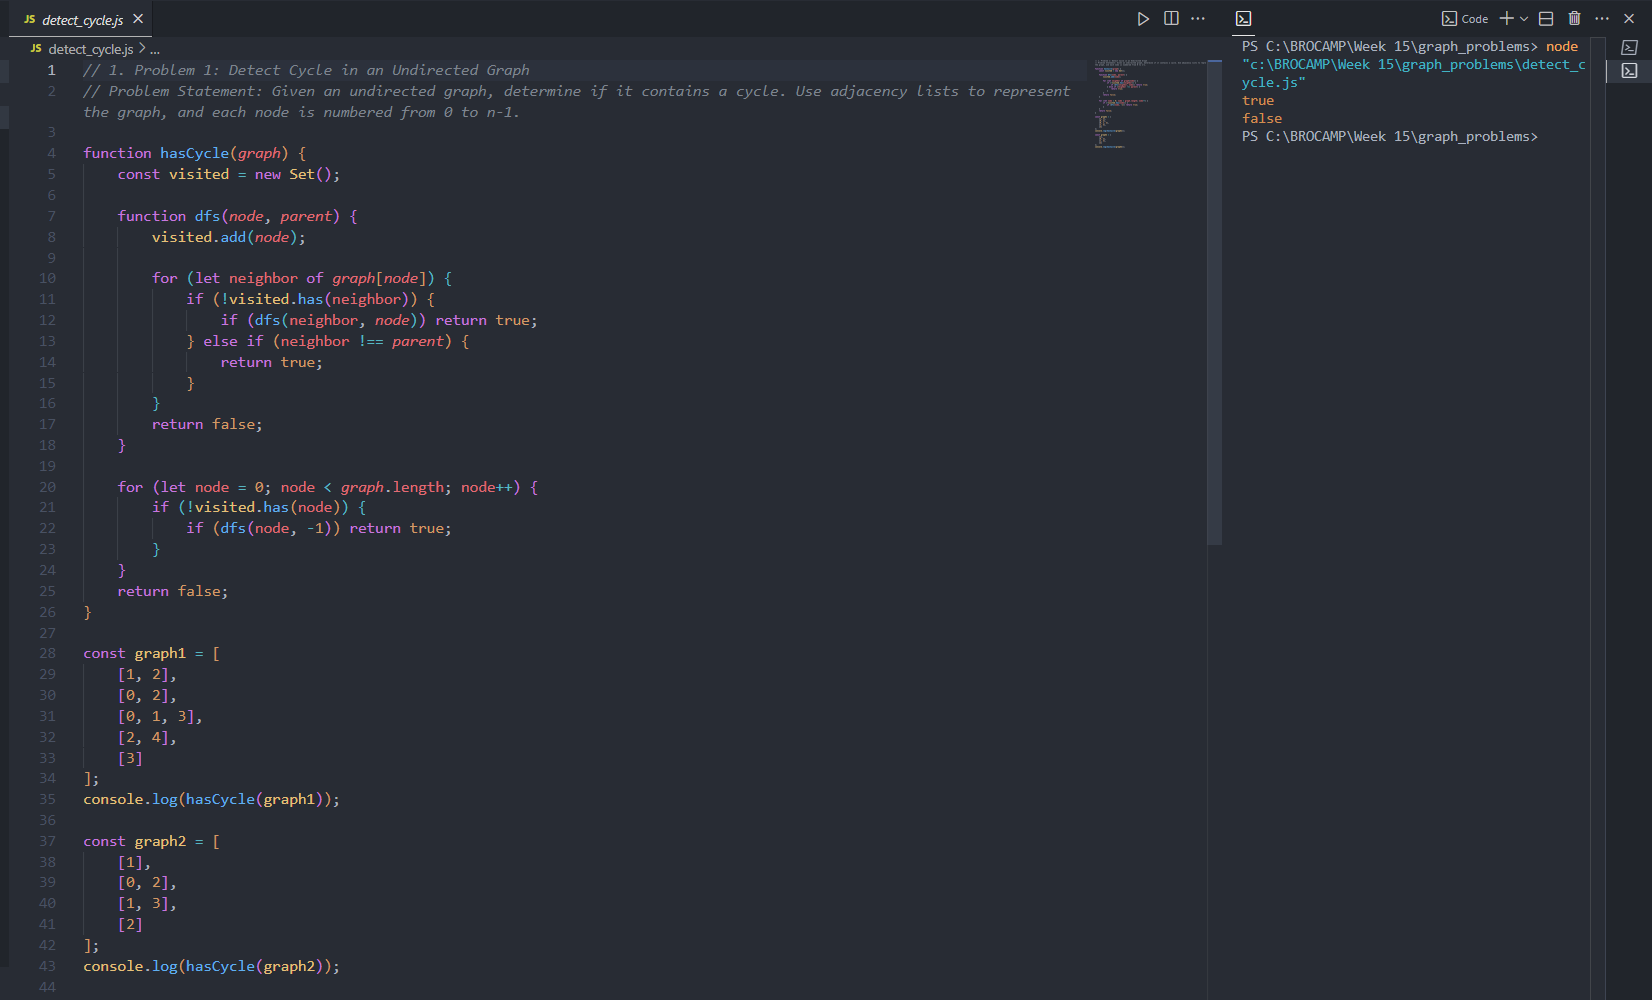 JS detect_cycle.js
JS detect_cycle.js > ...
1 // 1. Problem 1: Detect Cycle in an Undirected Graph
2 // Problem Statement: Given an undirected graph, determine if it contains a cycle. Use adjacency lists to represent
the graph, and each node is numbered from 0 to n-1.
3
4 function hasCycle(graph) {
5     const visited = new Set();
6
7     function dfs(node, parent) {
8         visited.add(node);
9
10         for (let neighbor of graph[node]) {
11             if (!visited.has(neighbor)) {
12                 if (dfs(neighbor, node)) return true;
13             } else if (neighbor !== parent) {
14                 return true;
15             }
16         }
17         return false;
18     }
19
20     for (let node = 0; node < graph.length; node++) {
21         if (!visited.has(node)) {
22             if (dfs(node, -1)) return true;
23         }
24     }
25     return false;
26 }
27
28 const graph1 = [
29     [1, 2],
30     [0, 2],
31     [0, 1, 3],
32     [2, 4],
33     [3]
34 ];
35 console.log(hasCycle(graph1));
36
37 const graph2 = [
38     [1],
39     [0, 2],
40     [1, 3],
41     [2]
42 ];
43 console.log(hasCycle(graph2));
44
Code
PS C:\BROCAMP\Week 15\graph_problems> node
"c:\BROCAMP\Week 15\graph_problems\detect_c
ycle.js"
true
false
PS C:\BROCAMP\Week 15\graph_problems>